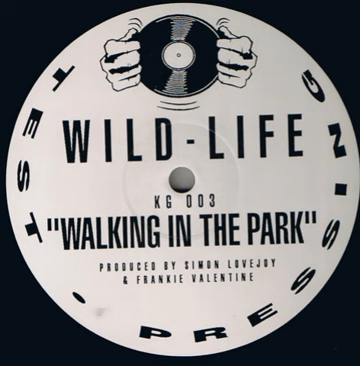 WILD-LIFE
KG 003
"WALKING IN THE PARK"
PRODUCED BY SIMON LOVEJOY
& FRANKIE VALENTINE
TEST · PRESSING